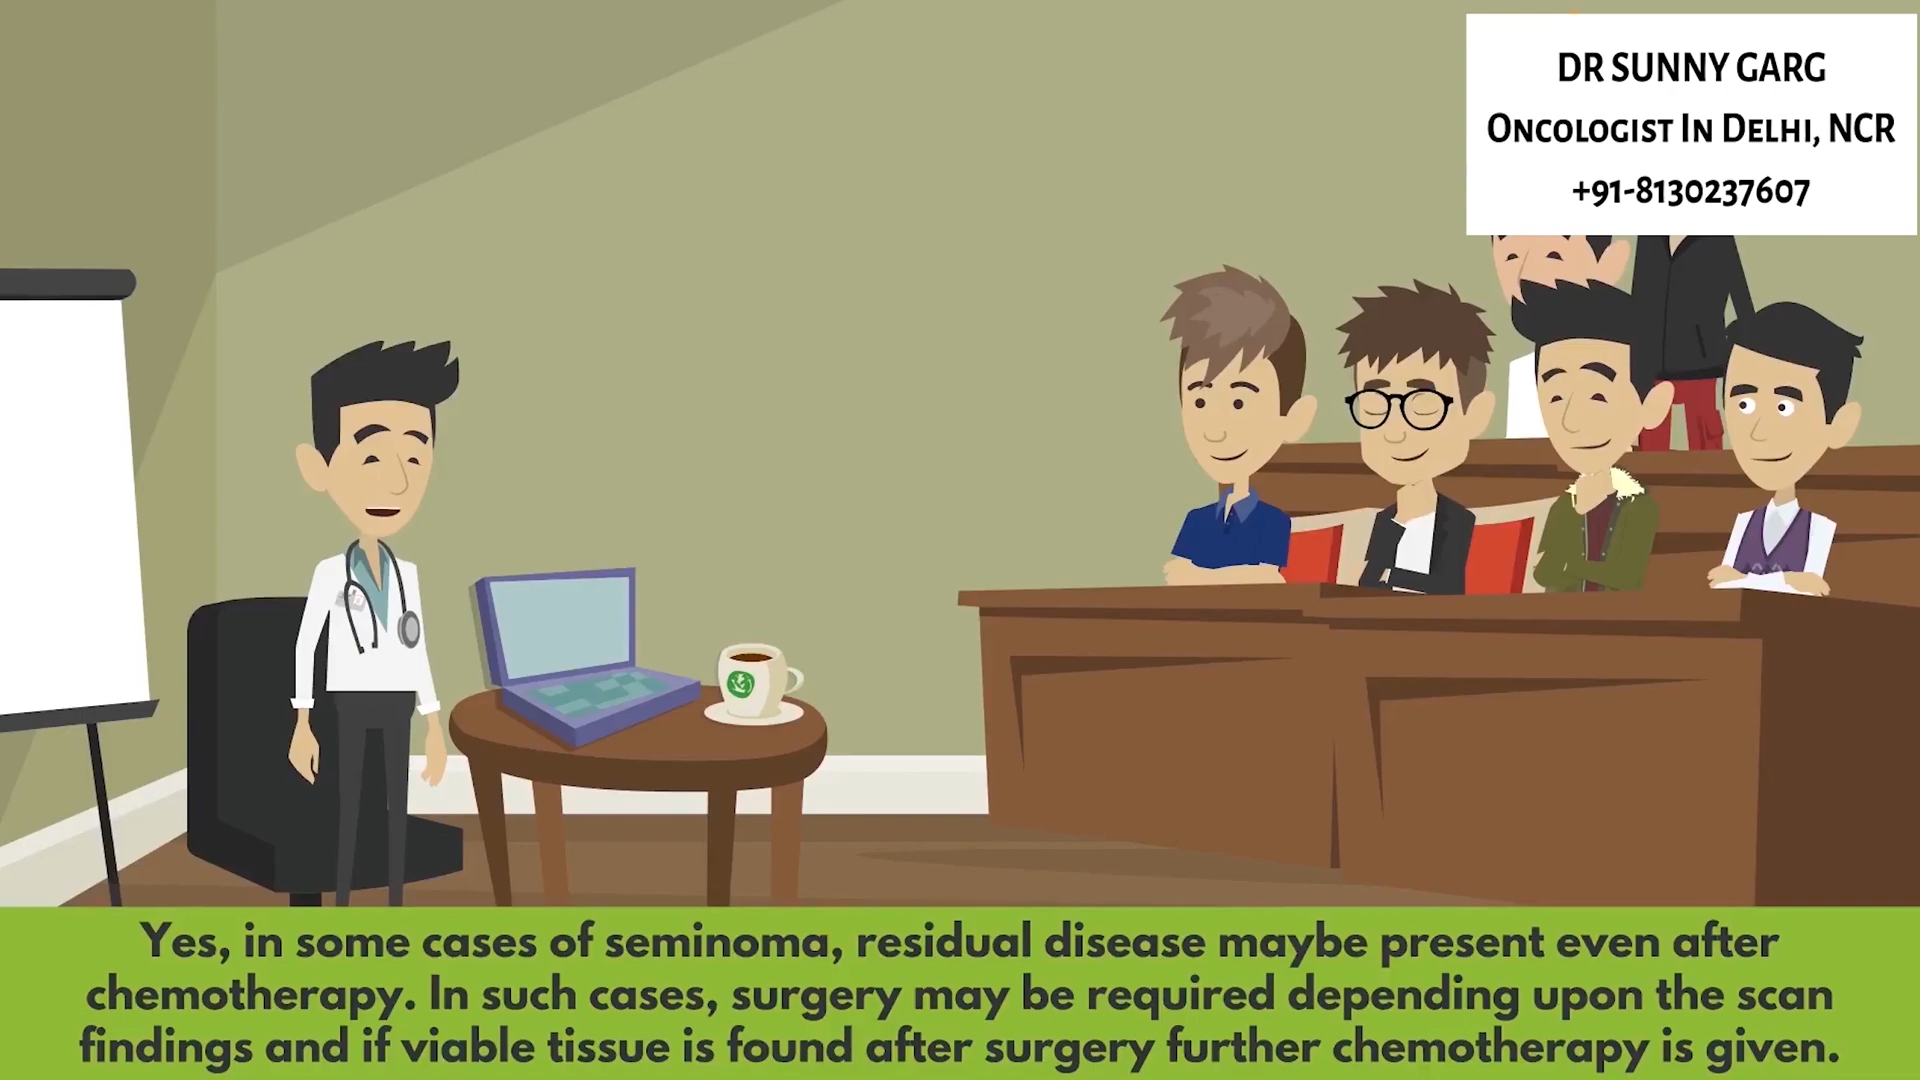 DR SUNNY GARG
ONCOLOGIST IN DELHI, NCR
+91-8130237607
Yes, in some cases of seminoma, residual disease maybe present even after
chemotherapy. In such cases, surgery may be required depending upon the scan
findings and if viable tissue is found after surgery further chemotherapy is given.